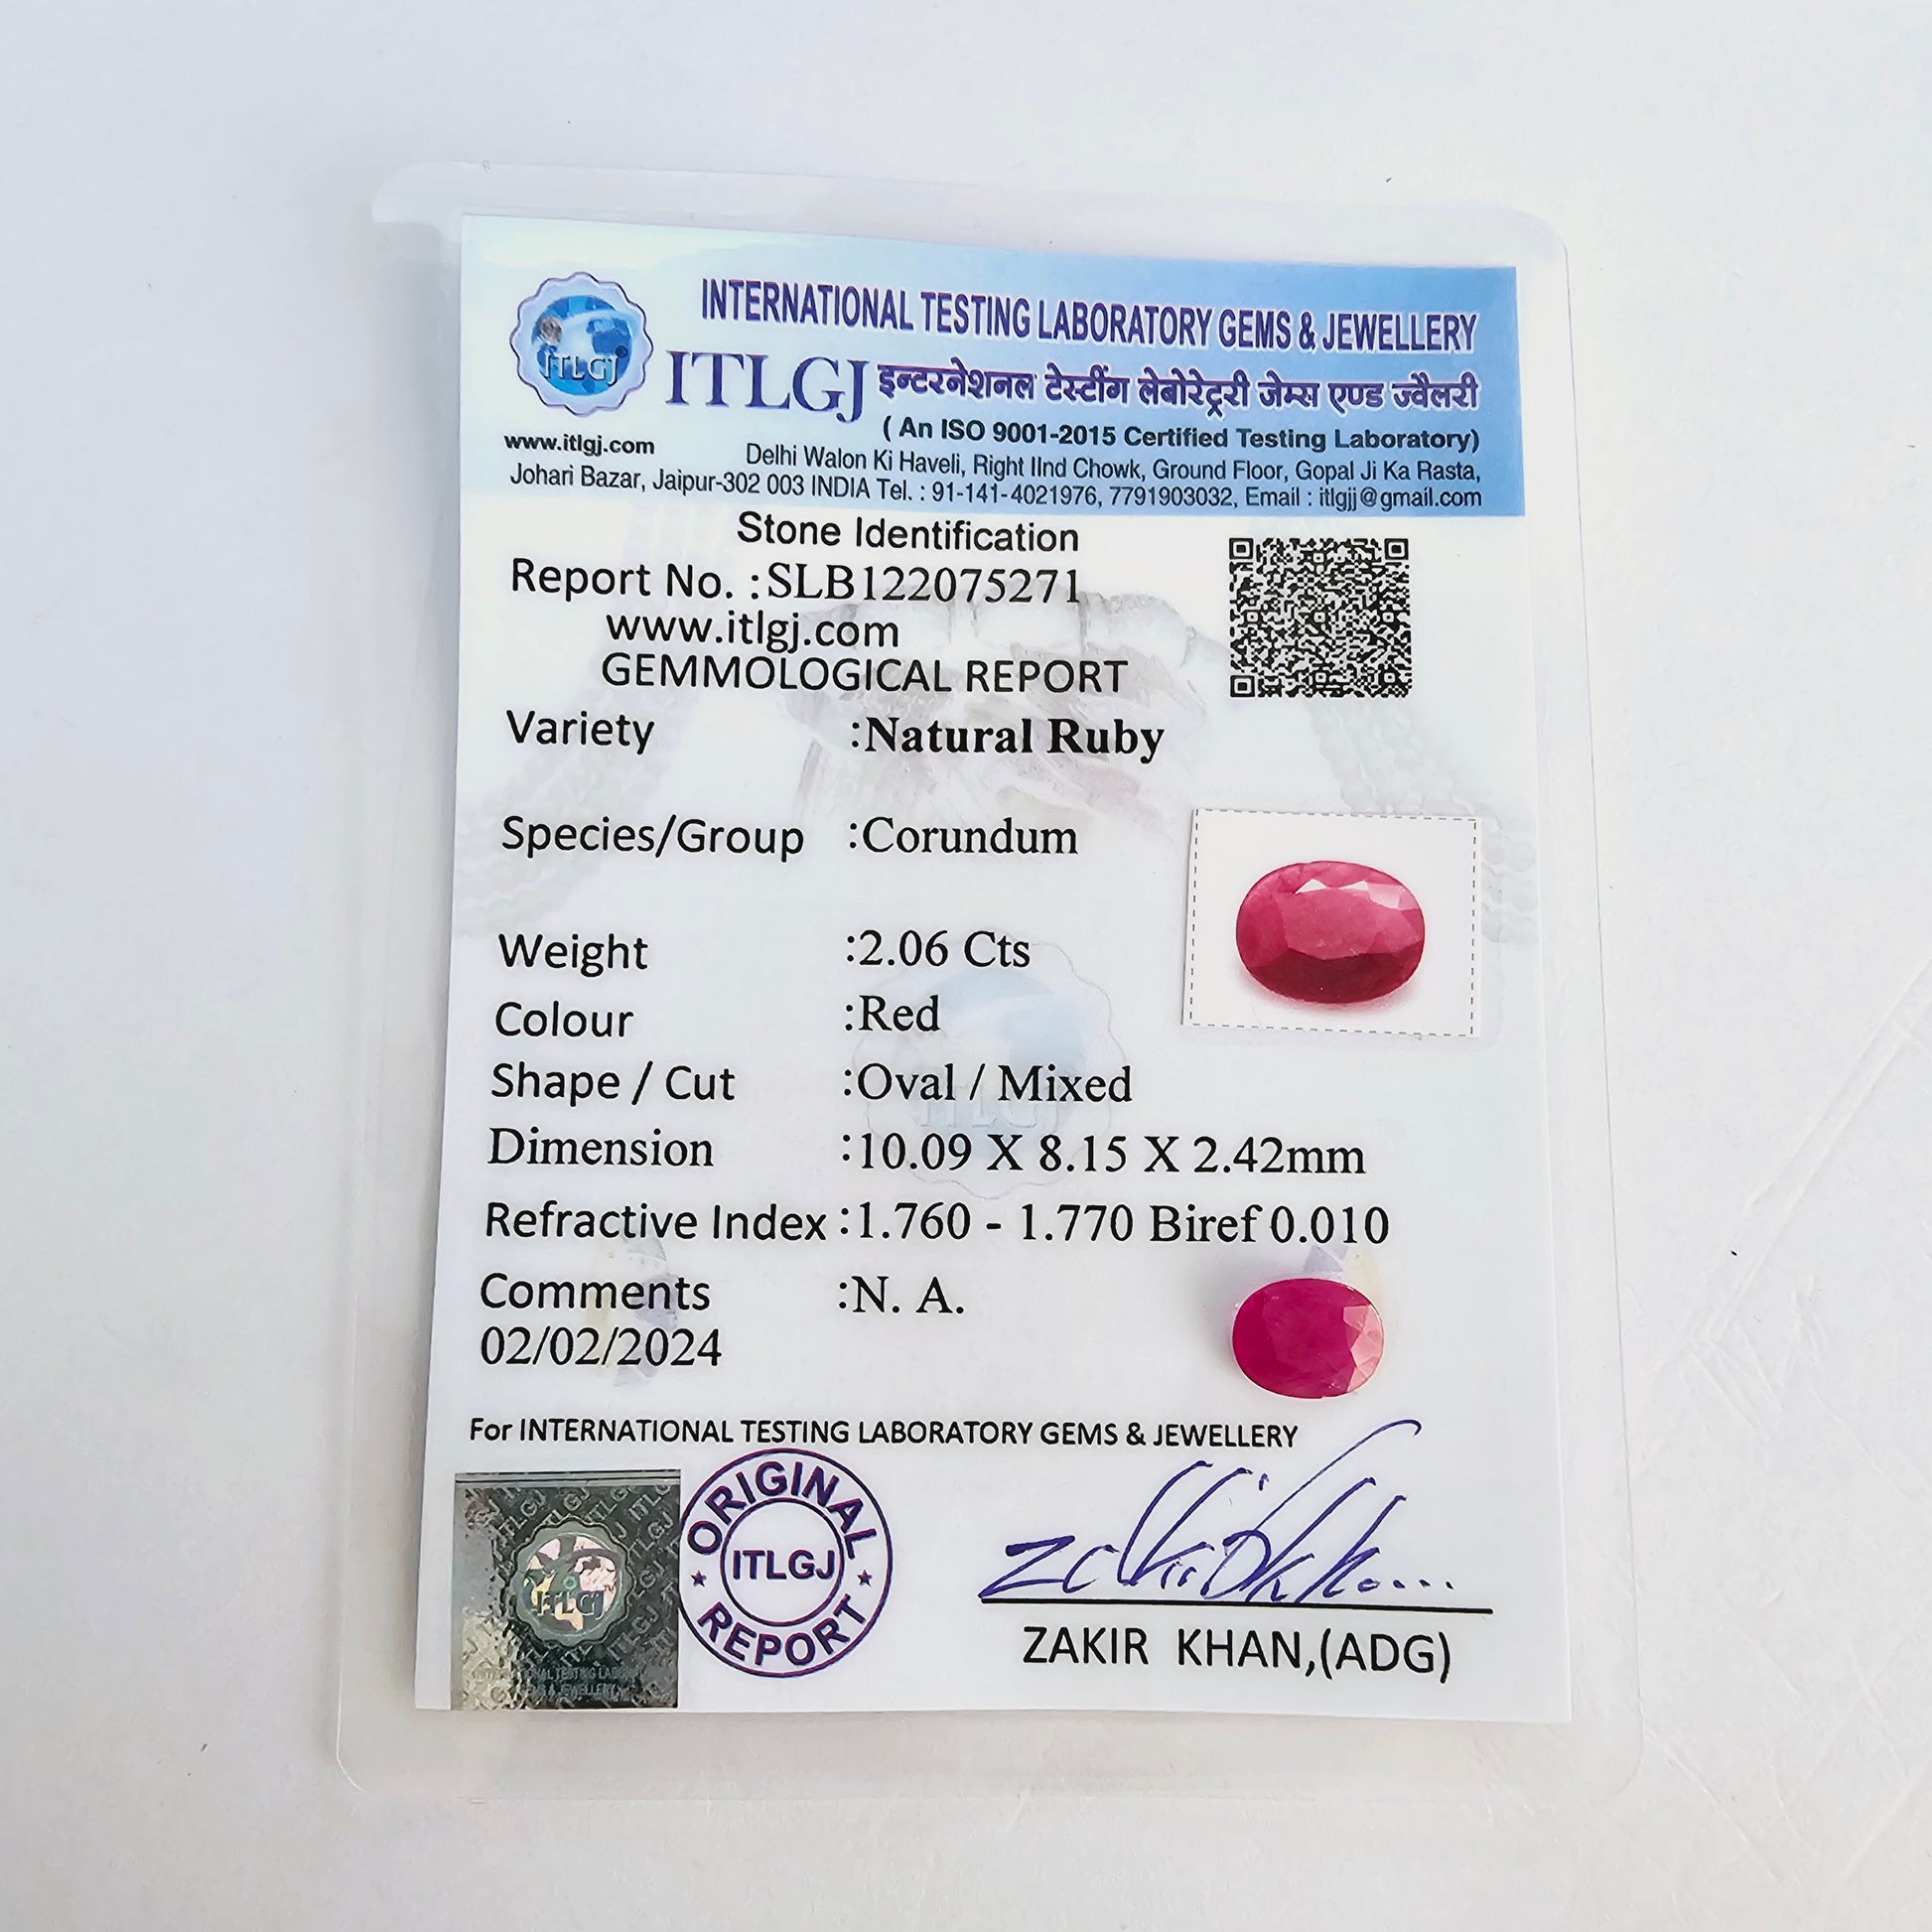 INTERNATIONAL TESTING LABORATORY GEMS & JEWELLERY
ITLGJ
ITLGJ इन्टरनेशनल टेस्टींग लेबोरेट्ररी जेम्स एण्ड ज्वैलरी
( An ISO 9001-2015 Certified Testing Laboratory)
www.itlgj.com Delhi Walon Ki Haveli, Right IInd Chowk, Ground Floor, Gopal Ji Ka Rasta,
Johari Bazar, Jaipur-302 003 INDIA Tel. : 91-141-4021976, 7791903032, Email : itlgjj@gmail.com
Stone Identification
Report No. :SLB122075271
www.itlgj.com
GEMMOLOGICAL REPORT
Variety :Natural Ruby
Species/Group :Corundum
Weight :2.06 Cts
Colour :Red
Shape / Cut :Oval / Mixed
Dimension :10.09 X 8.15 X 2.42mm
Refractive Index :1.760 - 1.770 Biref 0.010
Comments :N. A.
02/02/2024
For INTERNATIONAL TESTING LABORATORY GEMS & JEWELLERY
ITLGJ
ORIGINAL
ITLGJ
REPORT
ZAKIR KHAN,(ADG)